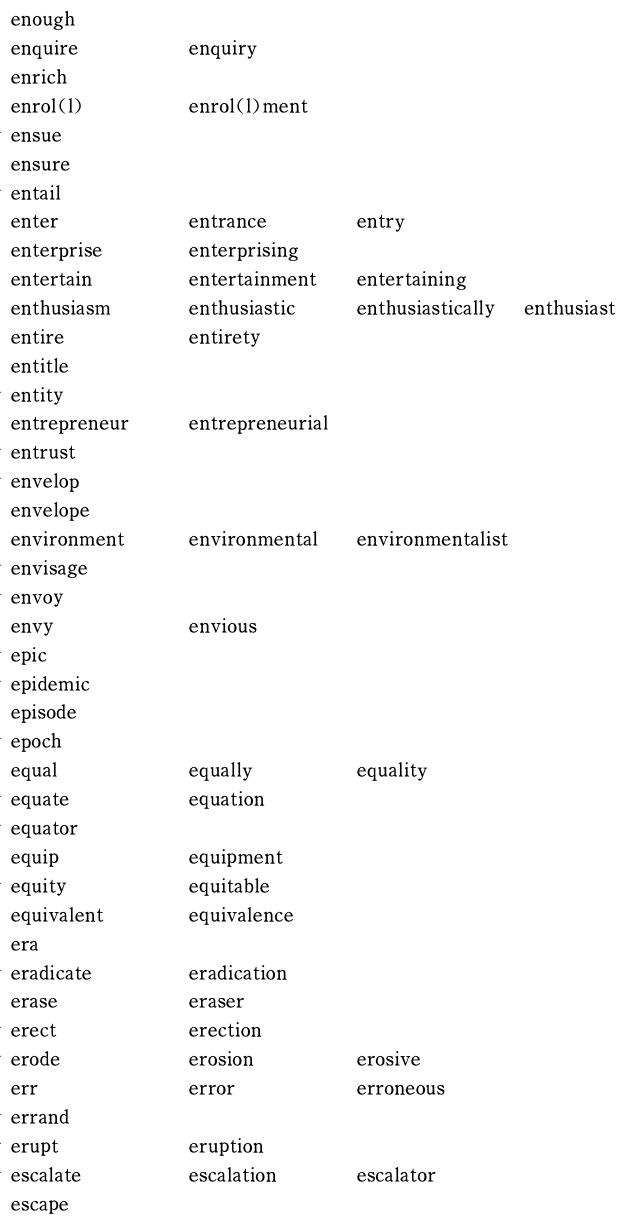 enough
enquire enquiry
enrich
enrol(l) enrol(l)ment
ensue
ensure
entail
enter entrance entry
enterprise enterprising
entertain entertainment entertaining
enthusiasm enthusiastic enthusiastically enthusiast
entire entirety
entitle
entity
entrepreneur entrepreneurial
entrust
envelop
envelope
environment environmental environmentalist
envisage
envoy
envy envious
epic
epidemic
episode
epoch
equal equally equality
equate equation
equator
equip equipment
equity equitable
equivalent equivalence
era
eradicate eradication
erase eraser
erect erection
erode erosion erosive
err error erroneous
errand
erupt eruption
escalate escalation escalator
escape